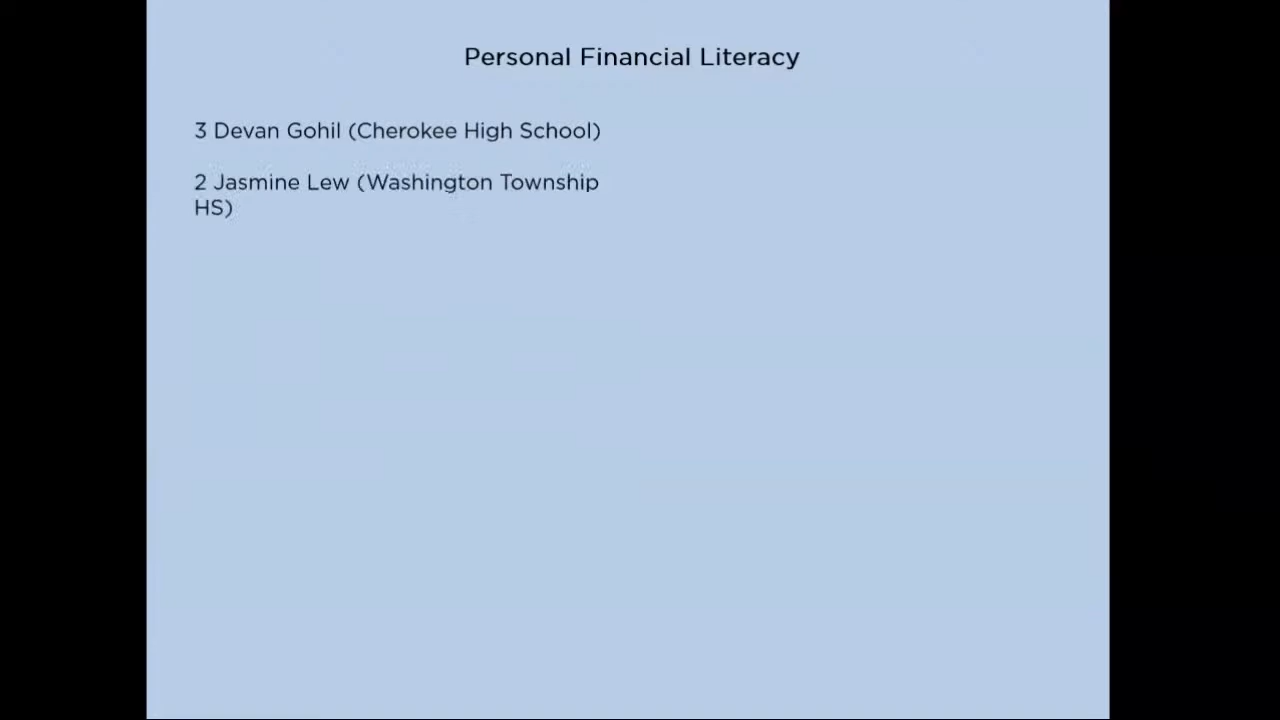 Personal Financial Literacy
3 Devan Gohil (Cherokee High School)
2 Jasmine Lew (Washington Township
HS)